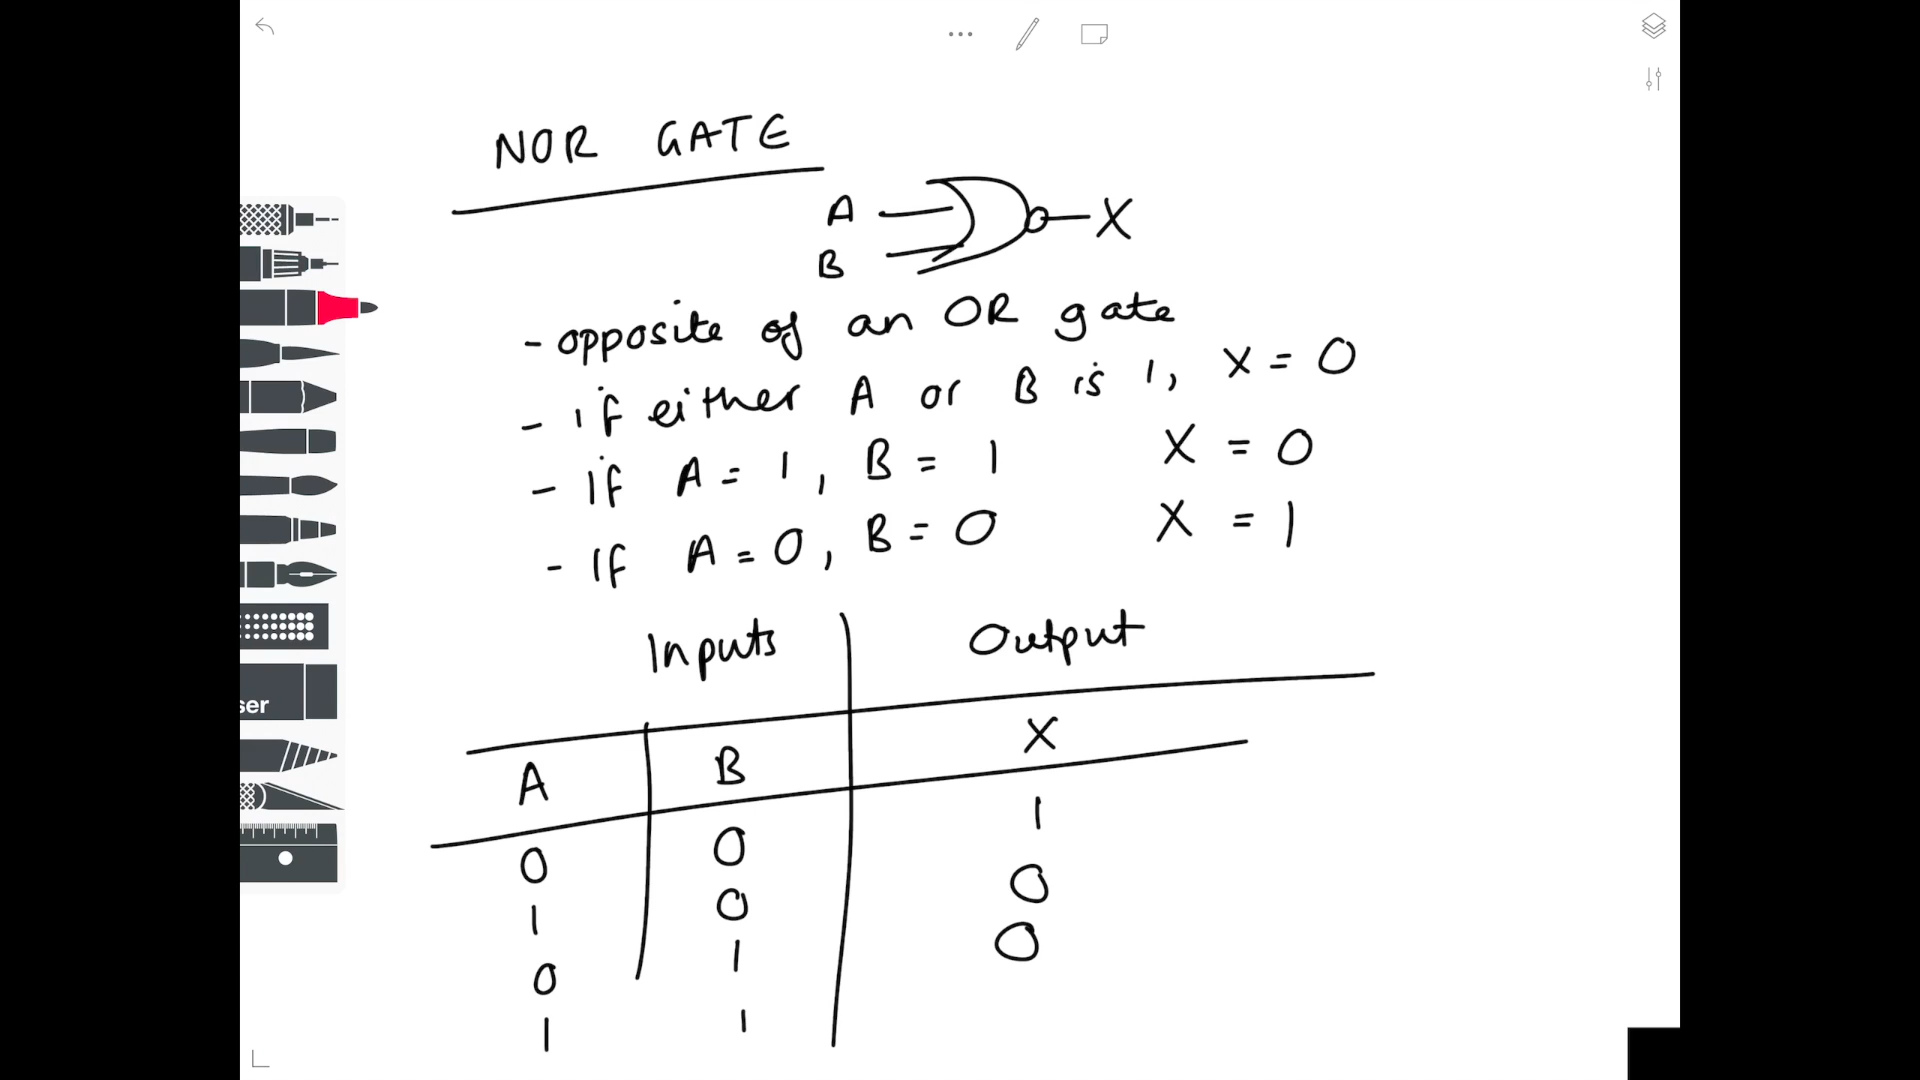 NOR GATE
A
X
B
- opposite of an OR gate
- if either A or B is 1, X = 0
- If A = 1, B = 1 X = 0
- If A = 0, B = 0 X = 1
Inputs Output
A B X
0 0 1
1 0 0
0 1 0
1 1
ser